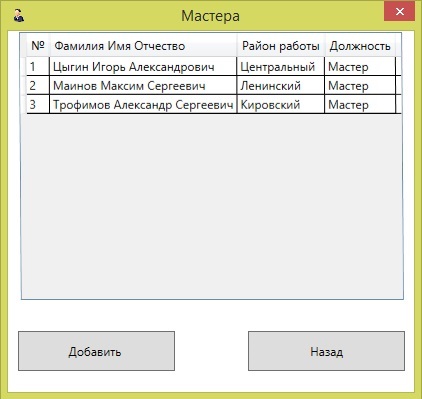 Мастера
№ Фамилия Имя Отчество Район работы Должность
1 Цыгин Игорь Александрович Центральный Мастер
2 Маинов Максим Сергеевич Ленинский Мастер
3 Трофимов Александр Сергеевич Кировский Мастер
Добавить Назад